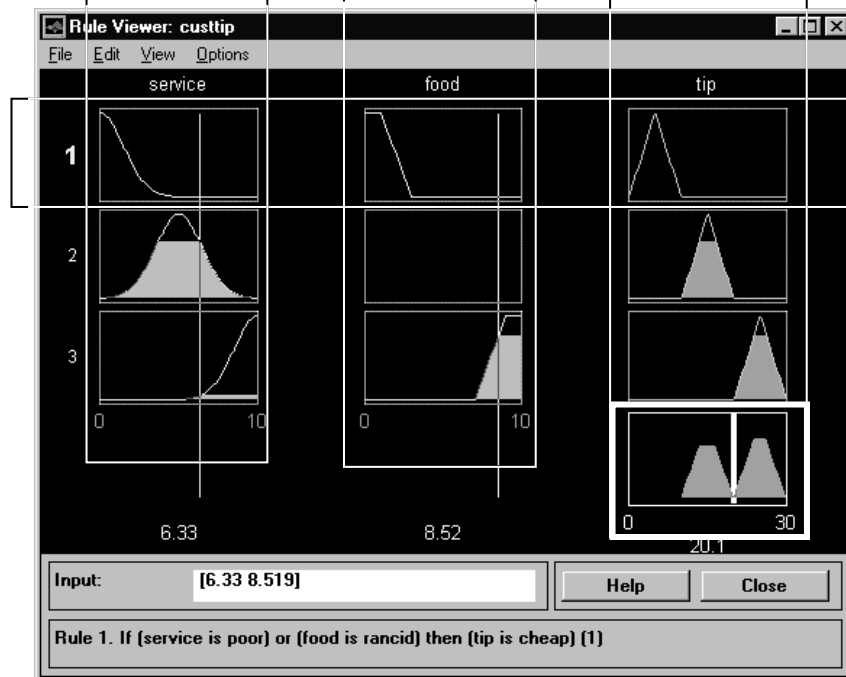 Rule Viewer: custtip
File Edit View Options
service food tip
1
2
3
0 10 0 10
0 30
6.33 8.52 20.1
Input: [6.33 8.519] Help Close
Rule 1. If (service is poor) or (food is rancid) then (tip is cheap) (1)